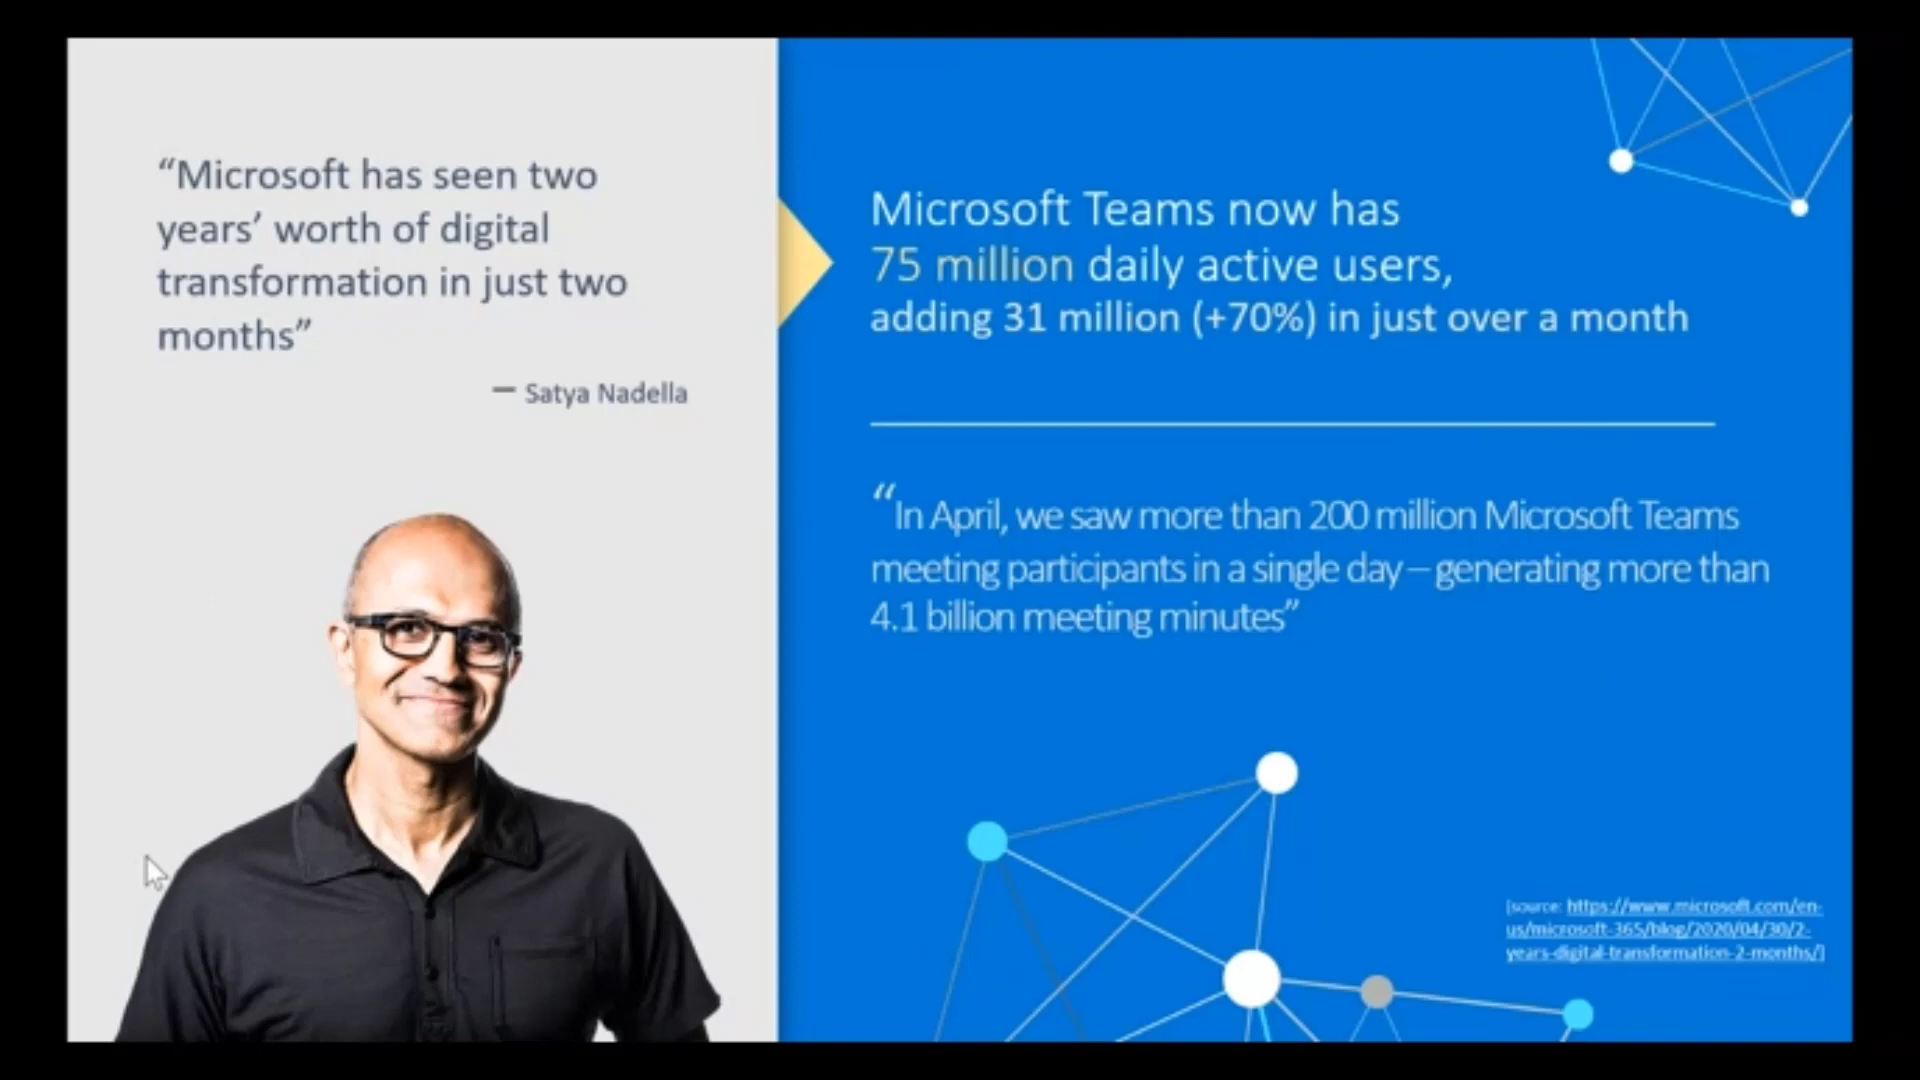 “Microsoft has seen two
years’ worth of digital
transformation in just two
months”
— Satya Nadella
Microsoft Teams now has
75 million daily active users,
adding 31 million (+70%) in just over a month
“In April, we saw more than 200 million Microsoft Teams
meeting participants in a single day – generating more than
4.1 billion meeting minutes”
[source: https://www.microsoft.com/en-
us/microsoft-365/blog/2020/04/30/2-
years-digital-transformation-2-months/]